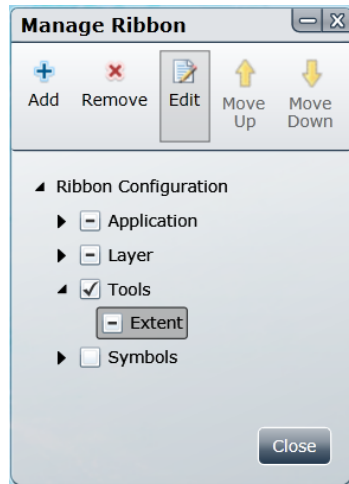 Manage Ribbon
Add Remove Edit Move Up Move Down
Ribbon Configuration
Application
Layer
Tools
Extent
Symbols
Close